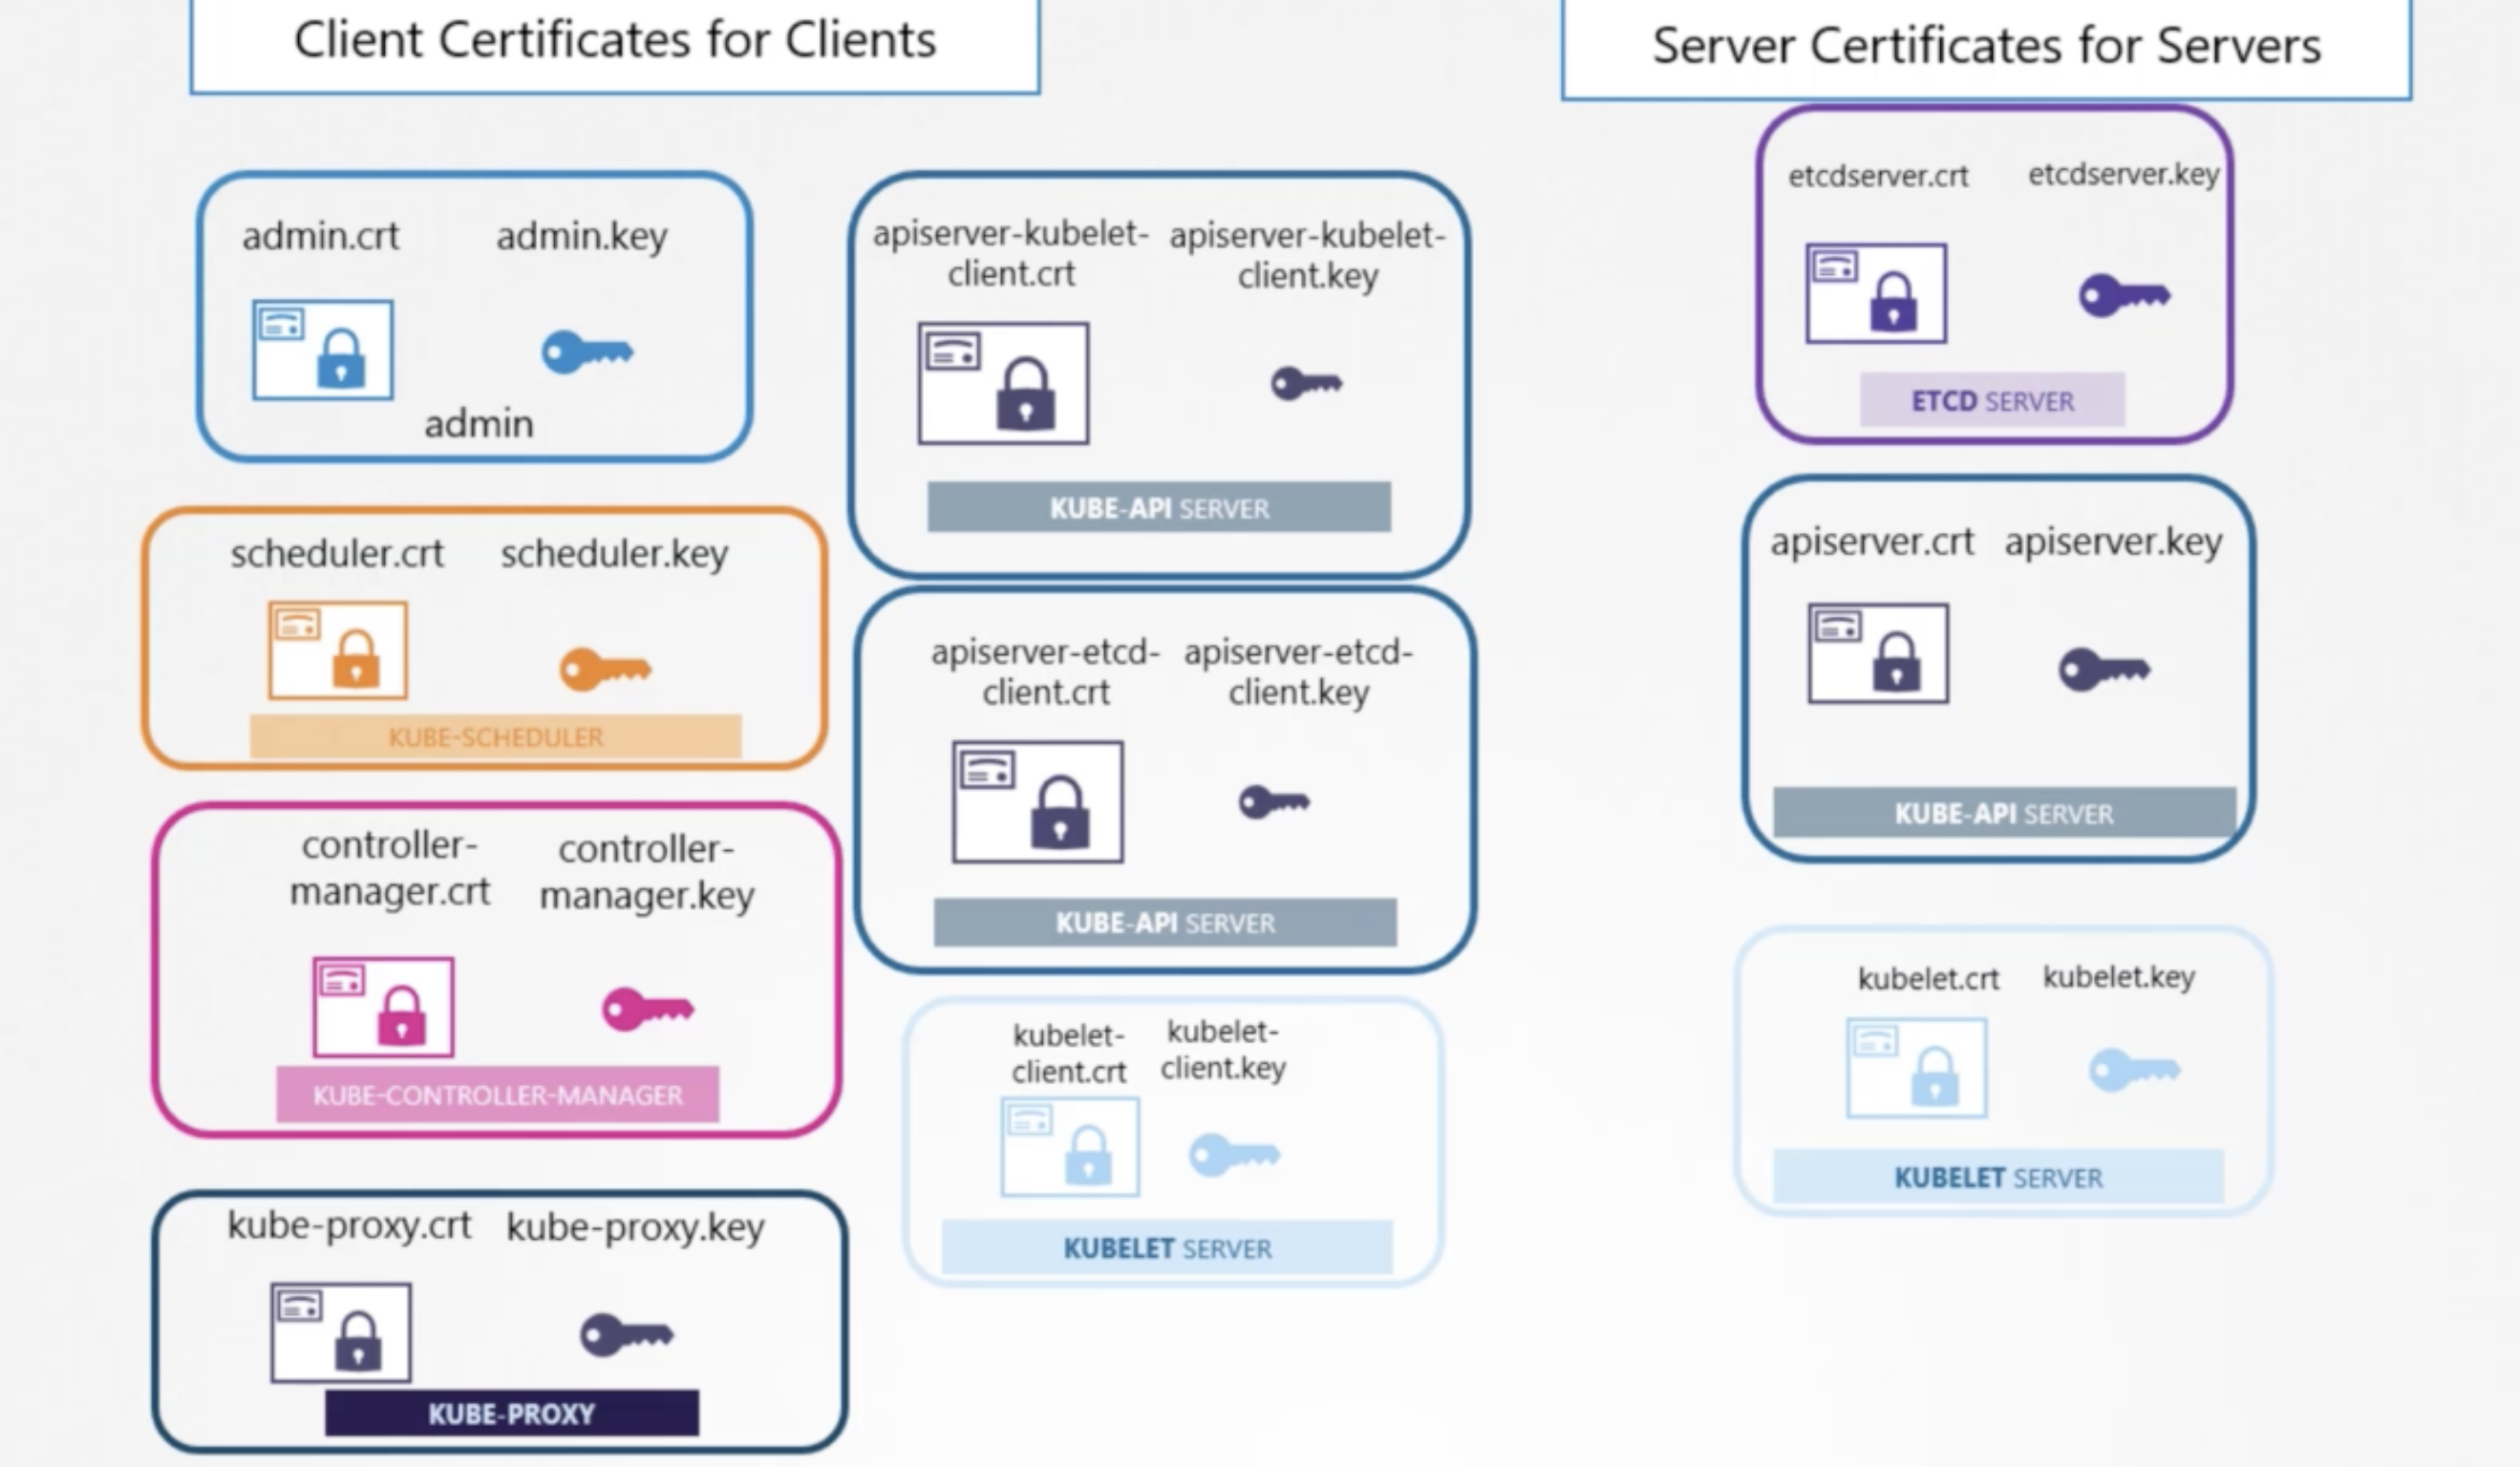 Client Certificates for Clients
admin.crt
admin.key
admin
scheduler.crt
scheduler.key
KUBE-SCHEDULER
controller-
manager.crt
controller-
manager.key
KUBE-CONTROLLER-MANAGER
kube-proxy.crt
kube-proxy.key
KUBE-PROXY
apiserver-kubelet-
client.crt
apiserver-kubelet-
client.key
KUBE-API SERVER
apiserver-etcd-
client.crt
apiserver-etcd-
client.key
KUBE-API SERVER
kubelet-
client.crt
kubelet-
client.key
KUBELET SERVER
Server Certificates for Servers
etcdserver.crt
etcdserver.key
ETCD SERVER
apiserver.crt
apiserver.key
KUBE-API SERVER
kubelet.crt
kubelet.key
KUBELET SERVER